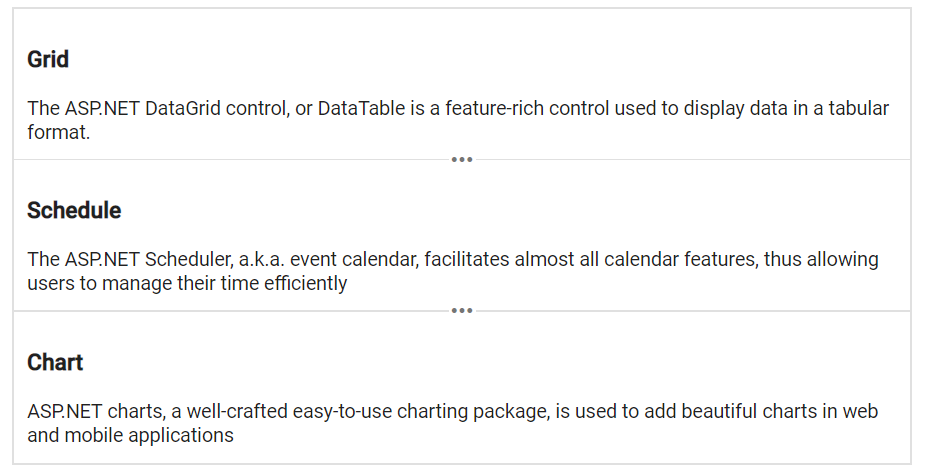 Grid
The ASP.NET DataGrid control, or DataTable is a feature-rich control used to display data in a tabular
format.
Schedule
The ASP.NET Scheduler, a.k.a. event calendar, facilitates almost all calendar features, thus allowing
users to manage their time efficiently
Chart
ASP.NET charts, a well-crafted easy-to-use charting package, is used to add beautiful charts in web
and mobile applications